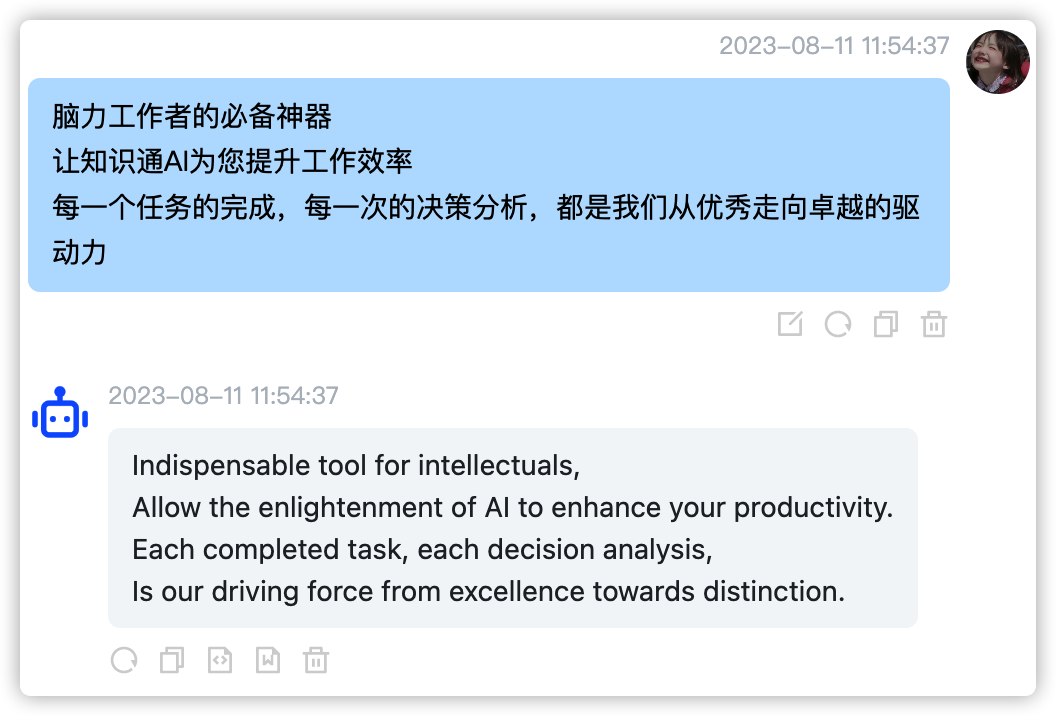 2023-08-11 11:54:37
脑力工作者的必备神器
让知识通AI为您提升工作效率
每一个任务的完成，每一次的决策分析，都是我们从优秀走向卓越的驱
动力
2023-08-11 11:54:37
Indispensable tool for intellectuals,
Allow the enlightenment of AI to enhance your productivity.
Each completed task, each decision analysis,
Is our driving force from excellence towards distinction.